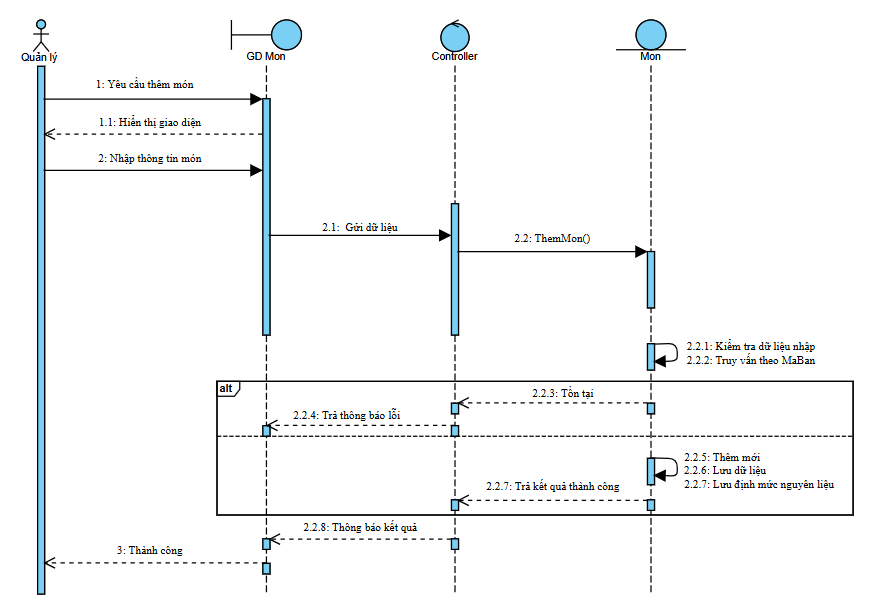 Quản lý
GD Mon
Controller
Mon
1: Yêu cầu thêm món
1.1: Hiển thị giao diện
2: Nhập thông tin món
2.1: Gửi dữ liệu
2.2: ThemMon()
2.2.1: Kiểm tra dữ liệu nhập
2.2.2: Truy vấn theo MaBan
alt
2.2.3: Tồn tại
2.2.4: Trả thông báo lỗi
2.2.5: Thêm mới
2.2.6: Lưu dữ liệu
2.2.7: Lưu định mức nguyên liệu
2.2.7: Trả kết quả thành công
2.2.8: Thông báo kết quả
3: Thành công